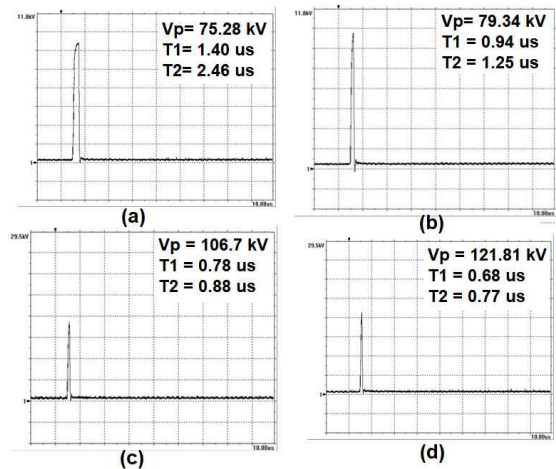 11.8kV
Vp= 75.28 kV
T1= 1.40 us
T2= 2.46 us
1
10.00us
(a)
11.8kV
Vp= 79.34 kV
T1 = 0.94 us
T2 = 1.25 us
1
10.00us
(b)
29.5kV
Vp = 106.7 kV
T1 = 0.78 us
T2 = 0.88 us
1
10.00us
(c)
29.5kV
Vp = 121.81 kV
T1 = 0.68 us
T2 = 0.77 us
1
10.00us
(d)